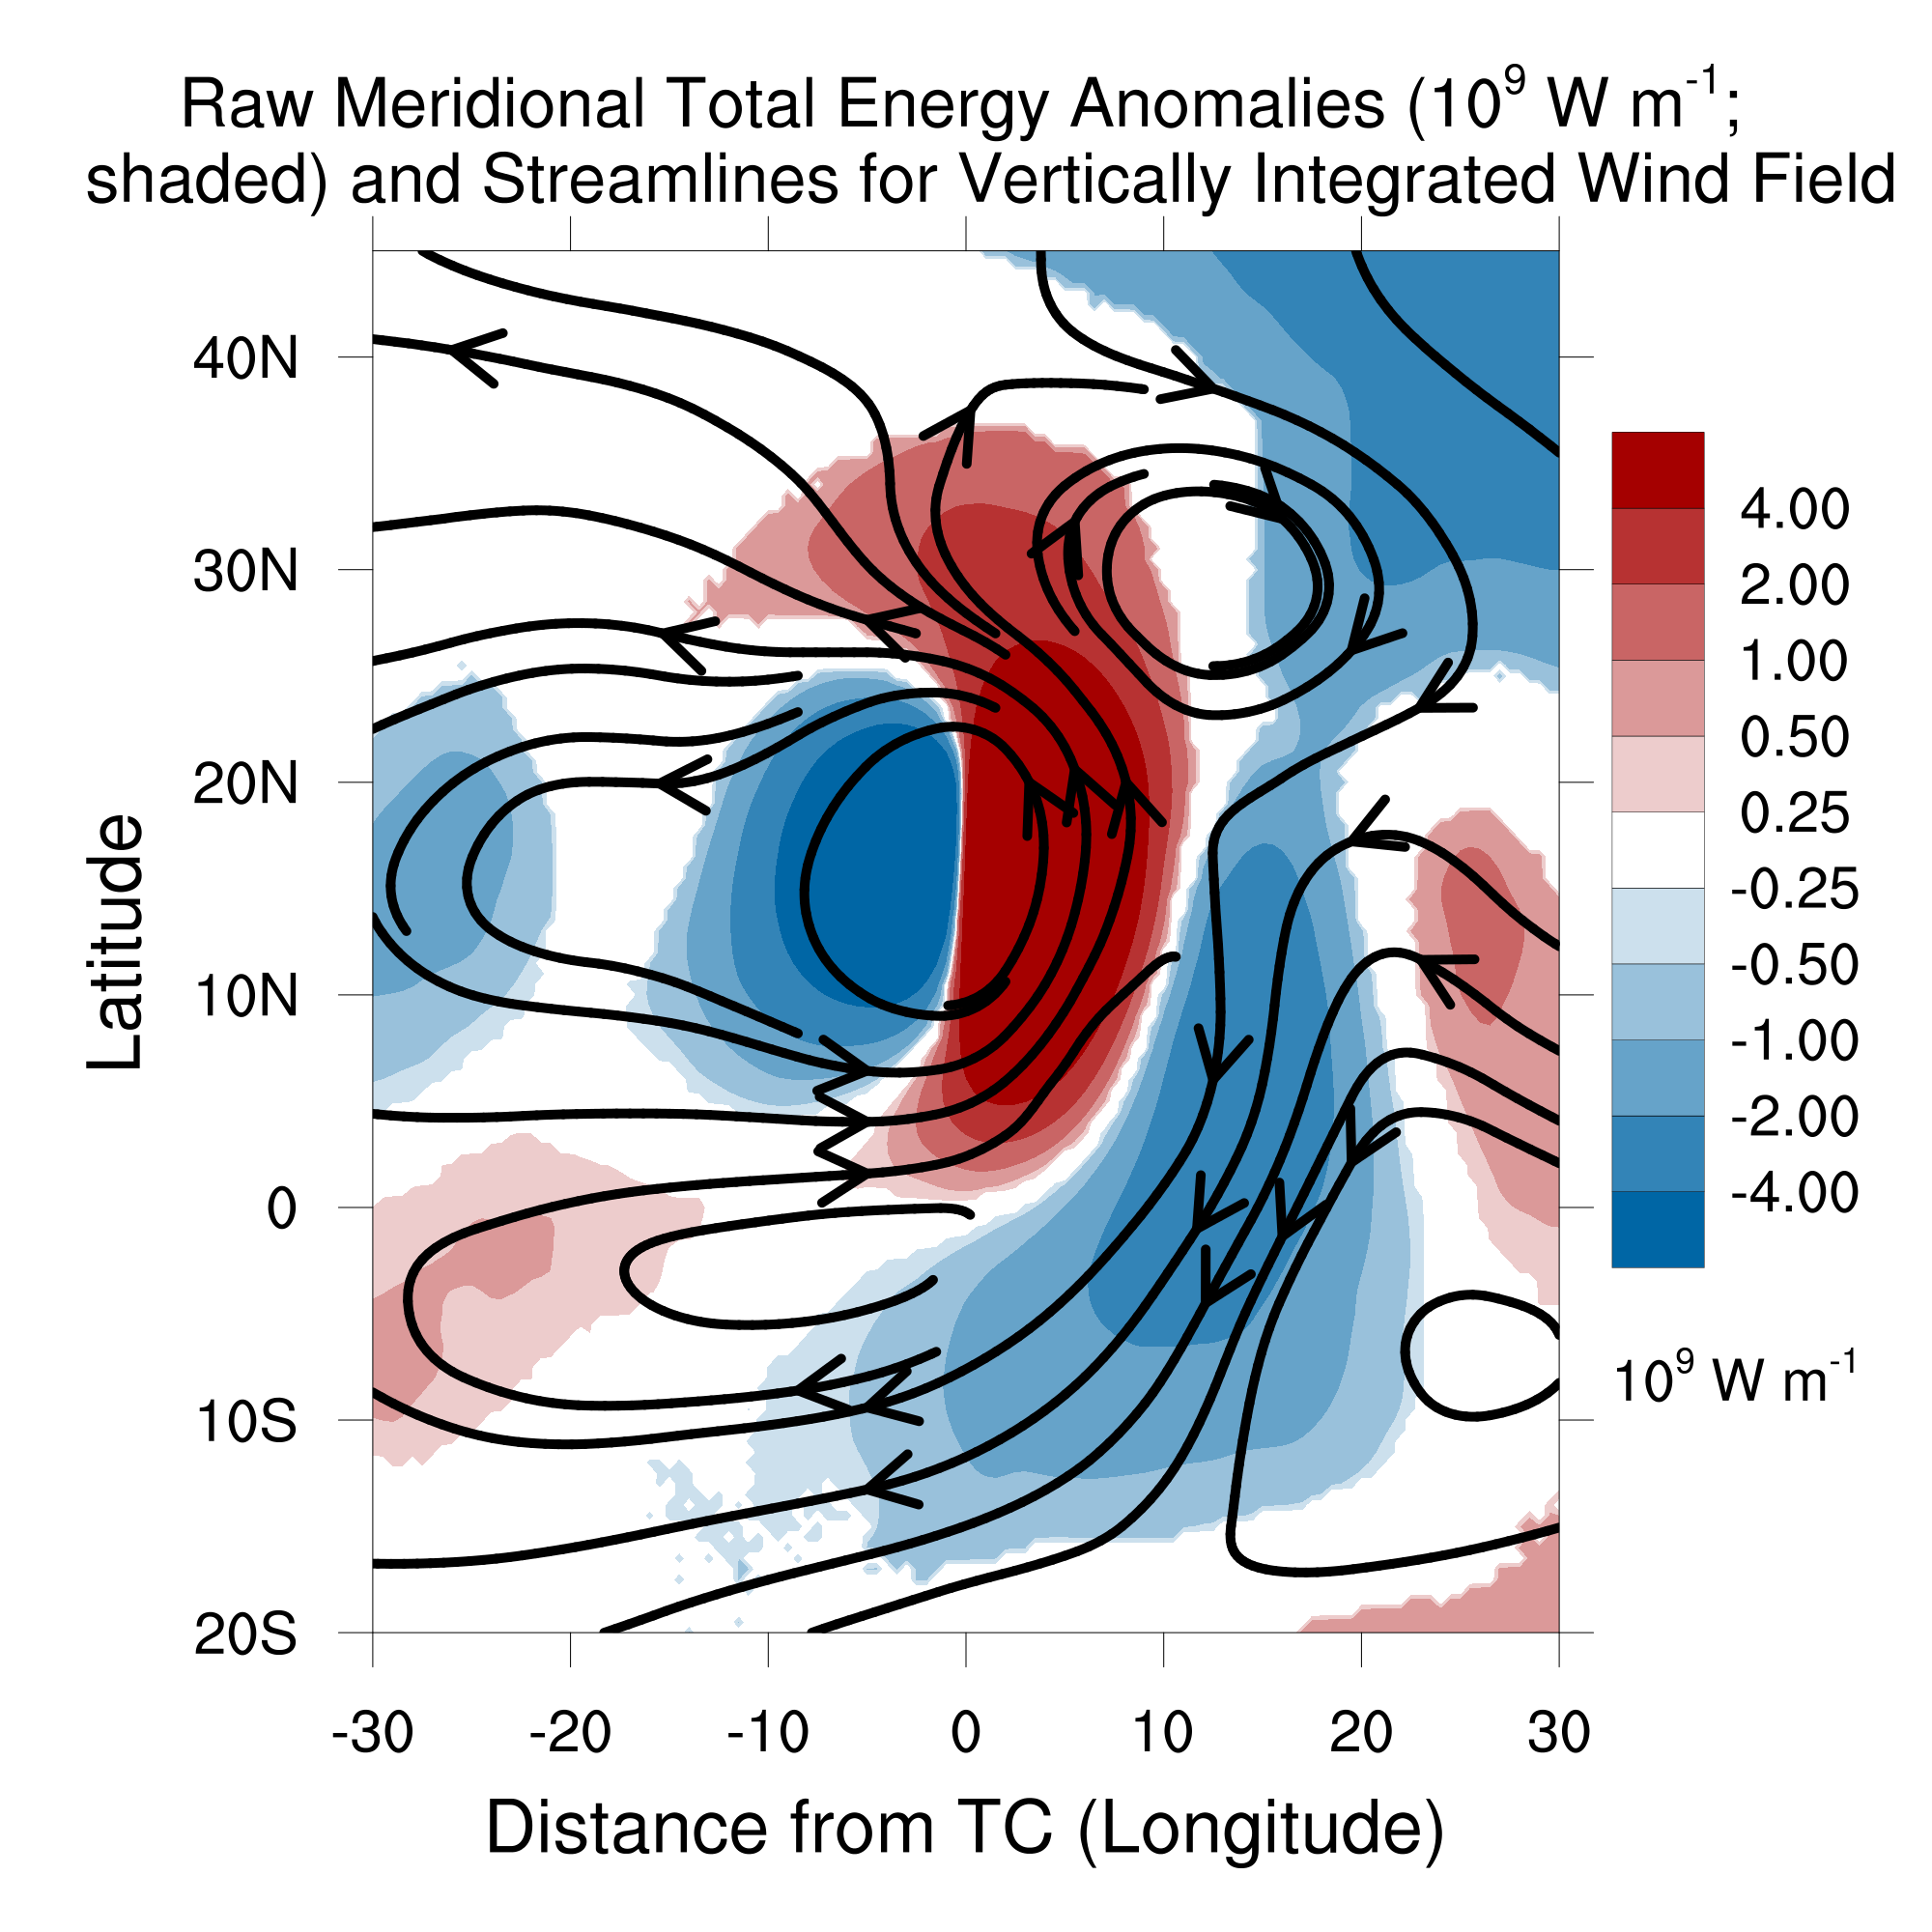 Raw Meridional Total Energy Anomalies (10⁹ W m⁻¹;
shaded) and Streamlines for Vertically Integrated Wind Field
40N
30N
20N
10N
0
10S
20S
Latitude
-30 -20 -10 0 10 20 30
Distance from TC (Longitude)
4.00
2.00
1.00
0.50
0.25
-0.25
-0.50
-1.00
-2.00
-4.00
10⁹ W m⁻¹